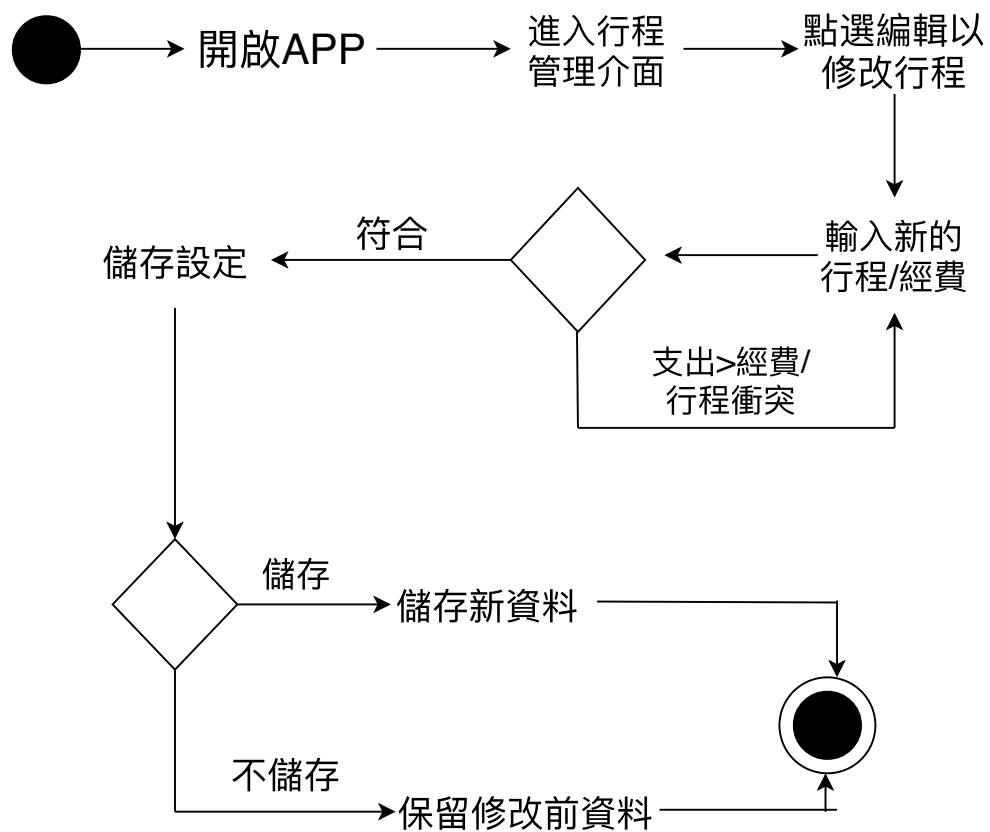 開啟APP
進入行程
管理介面
點選編輯以
修改行程
符合
儲存設定
輸入新的
行程/經費
支出>經費/
行程衝突
儲存
儲存新資料
不儲存
保留修改前資料